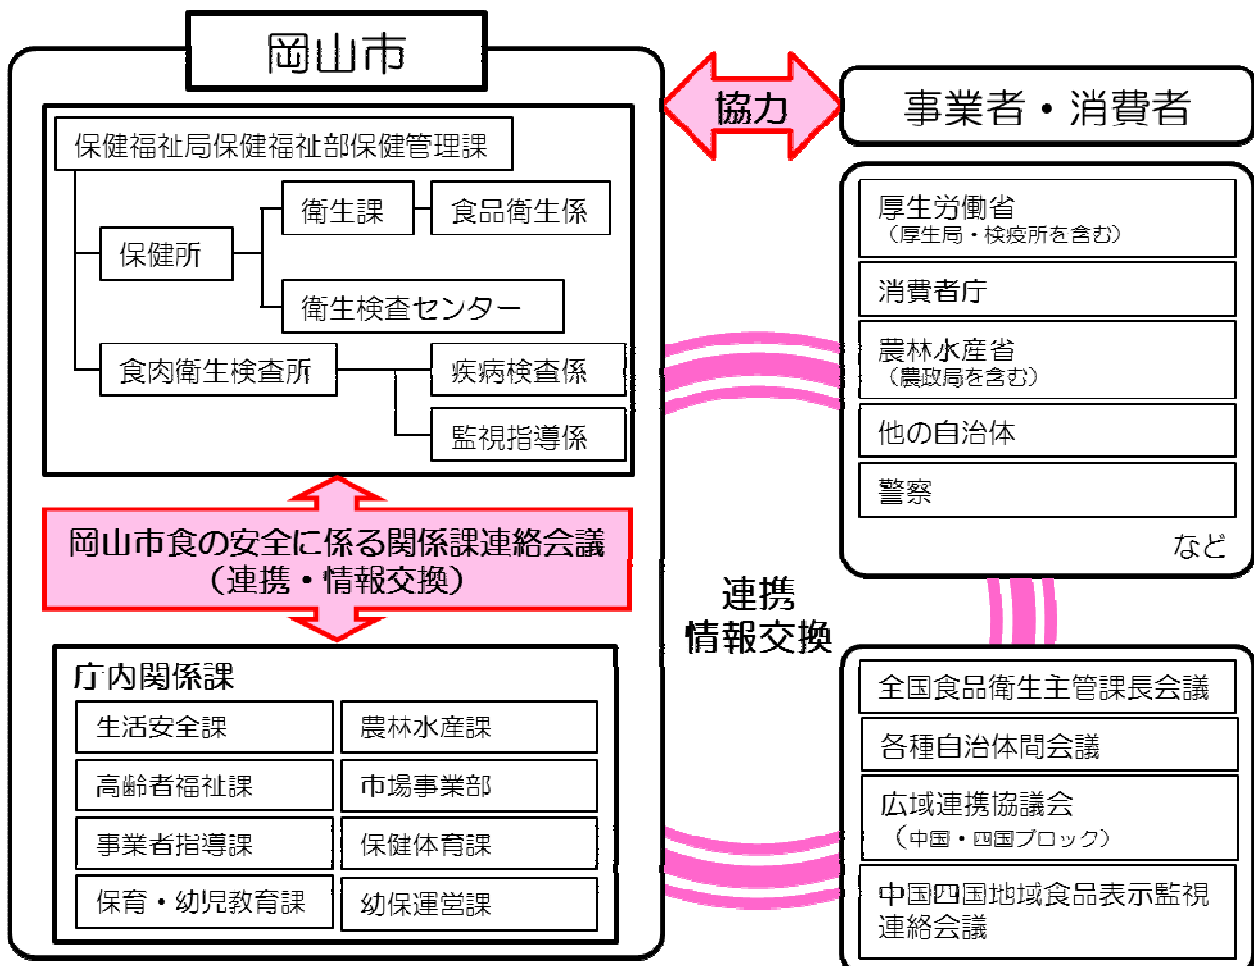 岡山市
保健福祉局保健福祉部保健管理課
衛生課
食品衛生係
保健所
衛生検査センター
食肉衛生検査所
疾病検査係
監視指導係
岡山市食の安全に係る関係課連絡会議
（連携・情報交換）
庁内関係課
生活安全課
農林水産課
高齢者福祉課
市場事業部
事業者指導課
保健体育課
保育・幼児教育課
幼保運営課
協力
事業者・消費者
厚生労働省
（厚生局・検疫所を含む）
消費者庁
農林水産省
（農政局を含む）
他の自治体
警察
など
連携
情報交換
全国食品衛生主管課長会議
各種自治体間会議
広域連携協議会
（中国・四国ブロック）
中国四国地域食品表示監視
連絡会議